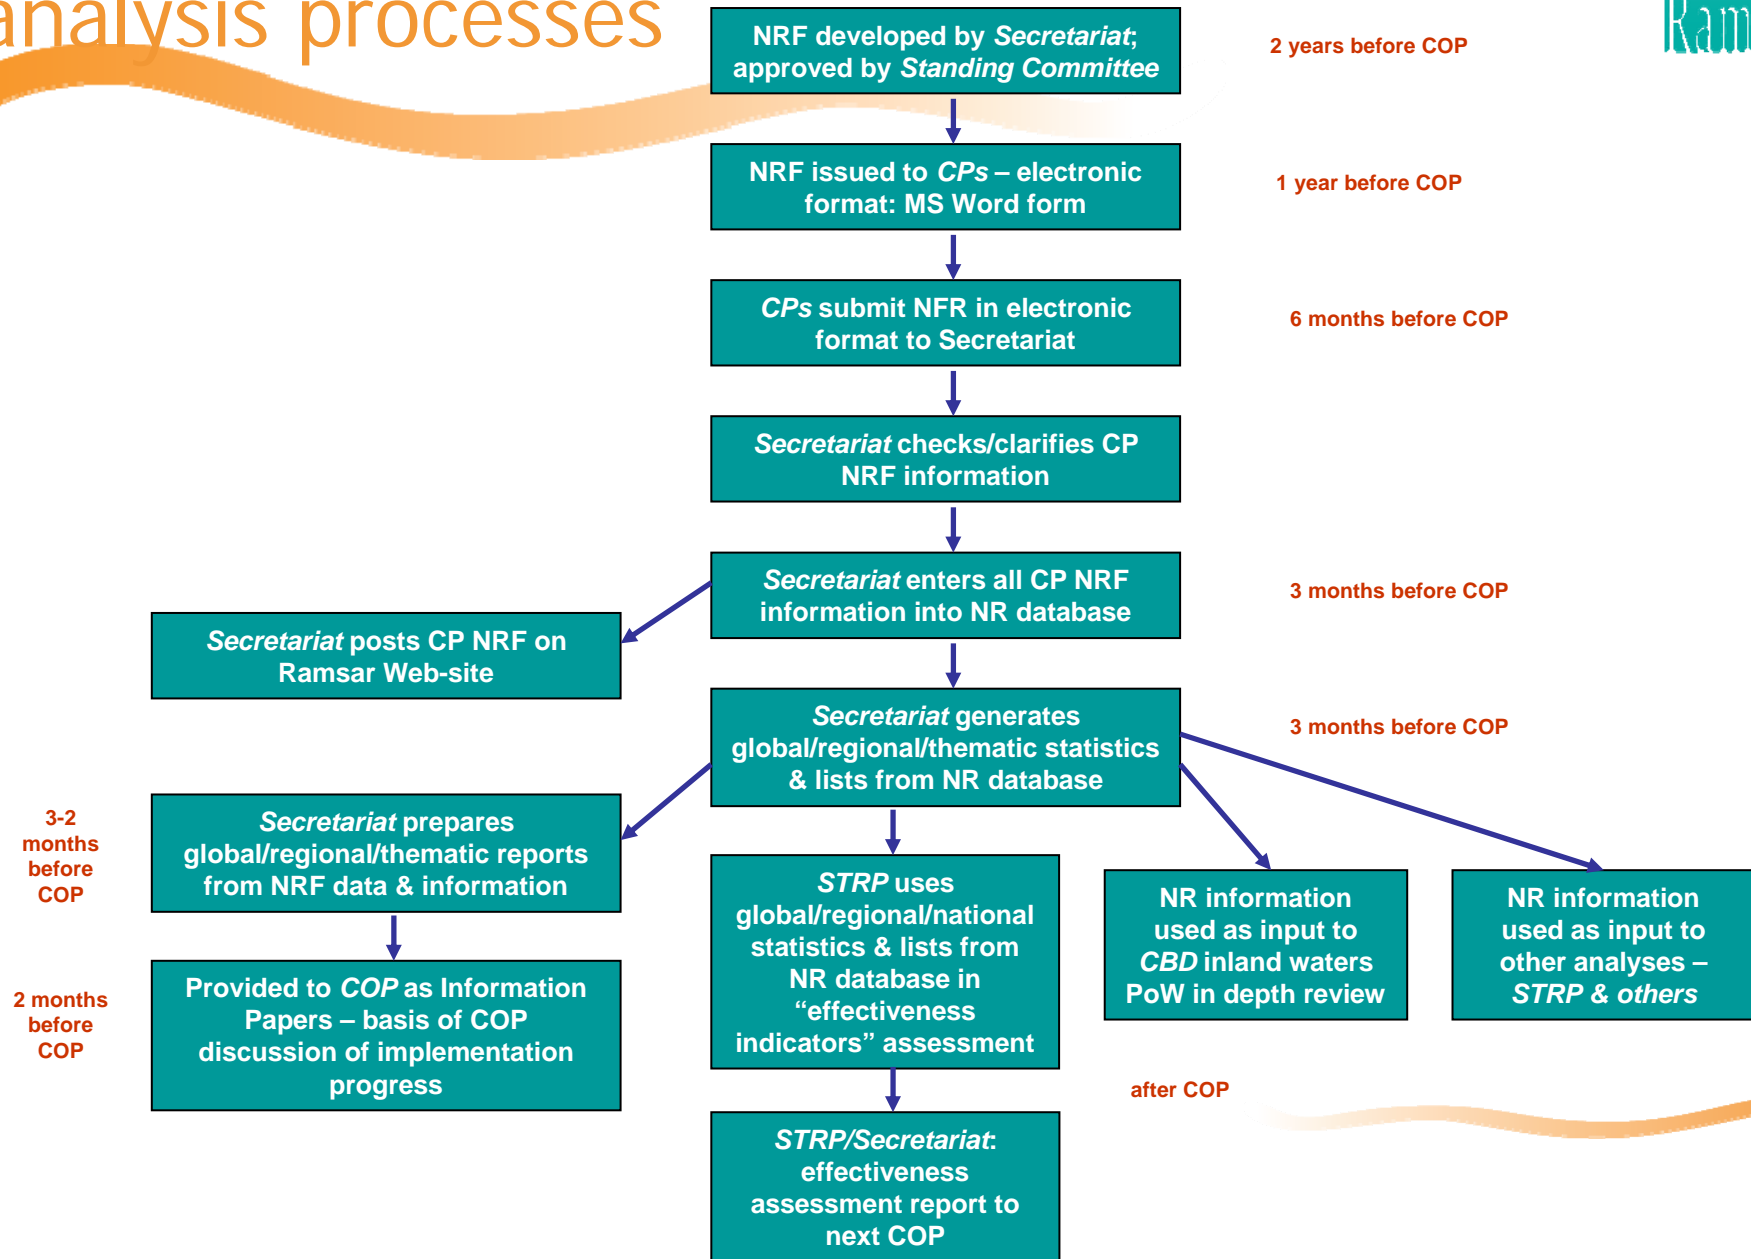 analysis processes
NRF developed by Secretariat;
approved by Standing Committee
2 years before COP
NRF issued to CPs – electronic
format: MS Word form
1 year before COP
CPs submit NFR in electronic
format to Secretariat
6 months before COP
Secretariat checks/clarifies CP
NRF information
Secretariat enters all CP NRF
information into NR database
3 months before COP
Secretariat posts CP NRF on
Ramsar Web-site
Secretariat generates
global/regional/thematic statistics
& lists from NR database
3 months before COP
3-2
months
before
COP
Secretariat prepares
global/regional/thematic reports
from NRF data & information
STRP uses
global/regional/national
statistics & lists from
NR database in
“effectiveness
indicators” assessment
NR information
used as input to
CBD inland waters
PoW in depth review
NR information
used as input to
other analyses –
STRP & others
2 months
before
COP
Provided to COP as Information
Papers – basis of COP
discussion of implementation
progress
after COP
STRP/Secretariat:
effectiveness
assessment report to
next COP